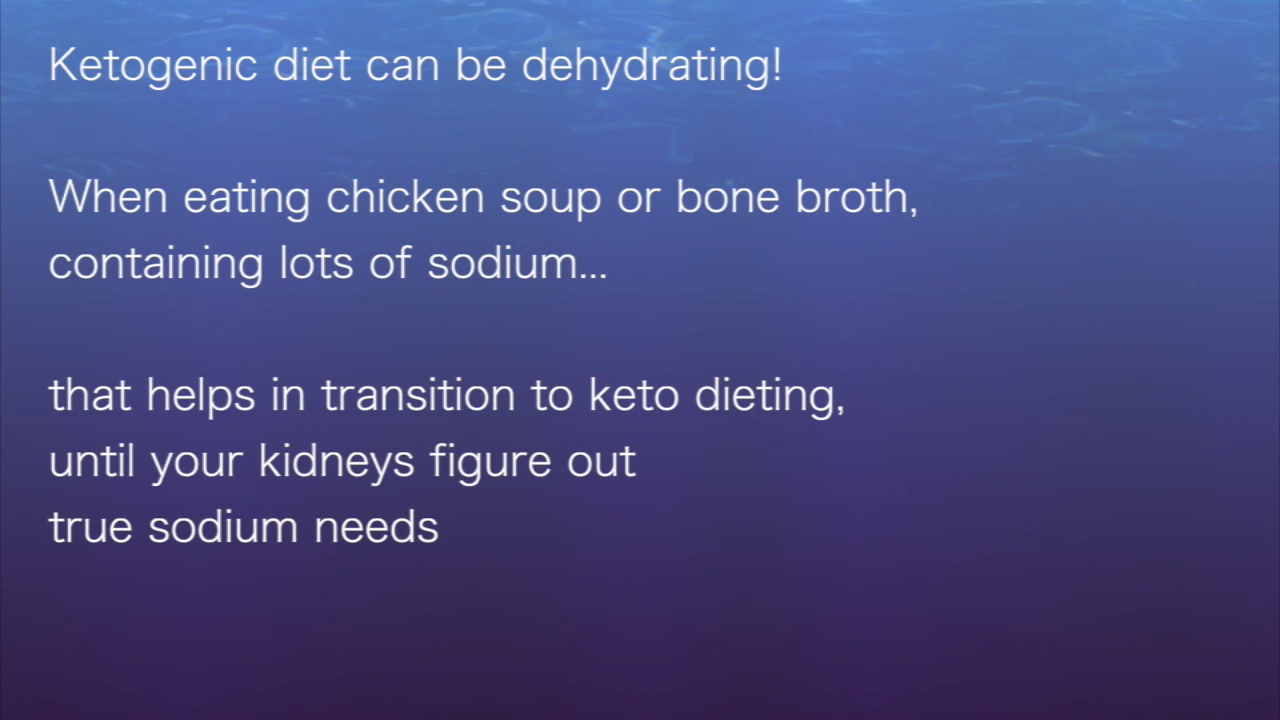 Ketogenic diet can be dehydrating!
When eating chicken soup or bone broth,
containing lots of sodium...
that helps in transition to keto dieting,
until your kidneys figure out
true sodium needs